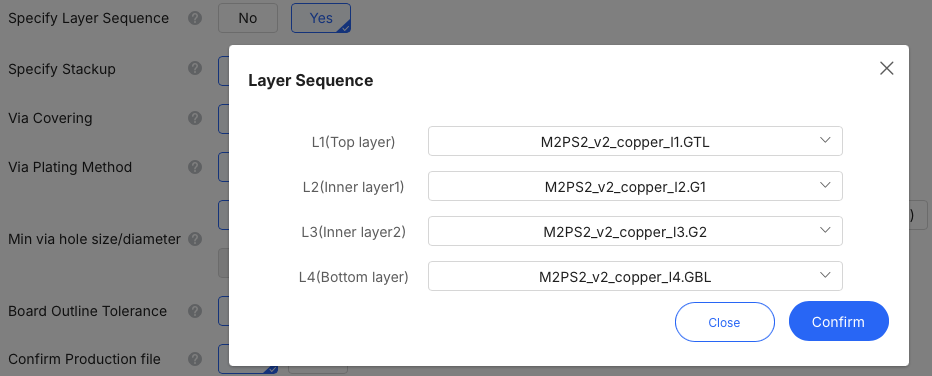 Specify Layer Sequence ? No Yes
Specify Stackup ?
Layer Sequence
Via Covering ?
L1(Top layer) M2PS2_v2_copper_l1.GTL
Via Plating Method ?
L2(Inner layer1) M2PS2_v2_copper_l2.G1
)
L3(Inner layer2) M2PS2_v2_copper_l3.G2
Min via hole size/diameter ?
L4(Bottom layer) M2PS2_v2_copper_l4.GBL
Board Outline Tolerance ?
Close Confirm
Confirm Production file ?